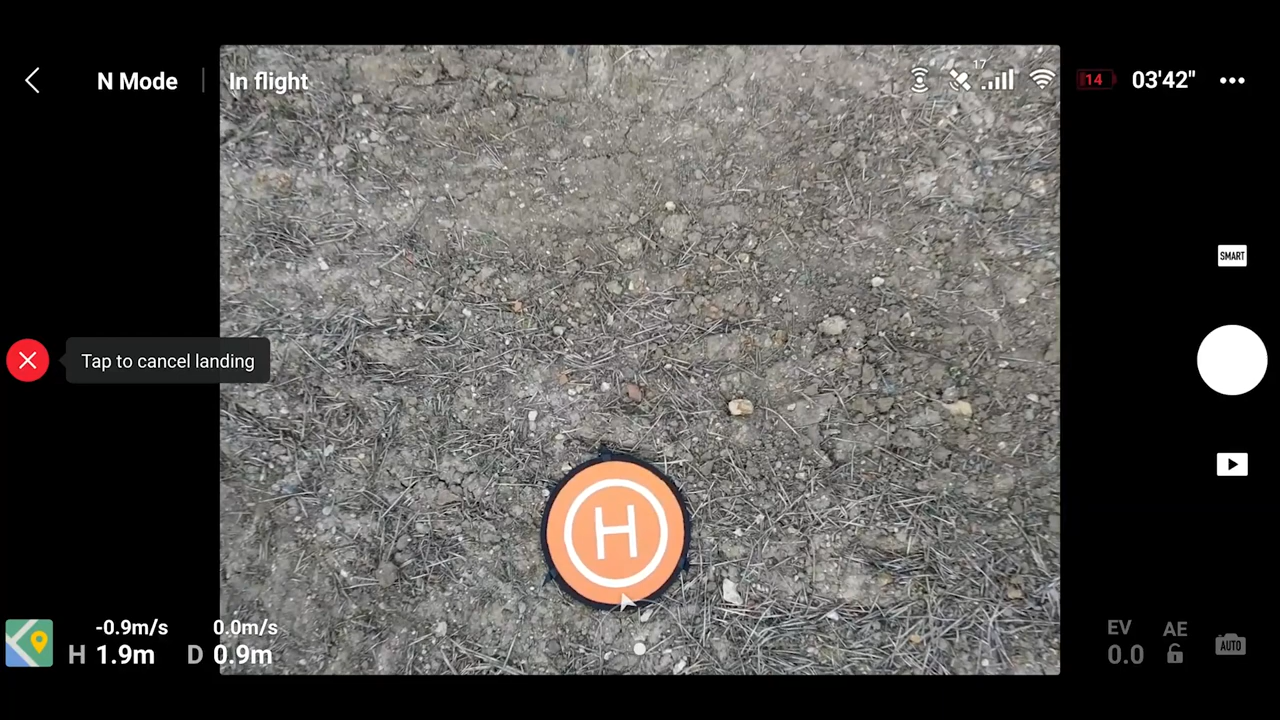 N Mode
In flight
17
14
03'42"
SMART
Tap to cancel landing
H
-0.9m/s
0.0m/s
H 1.9m
D 0.9m
EV
0.0
AE
AUTO